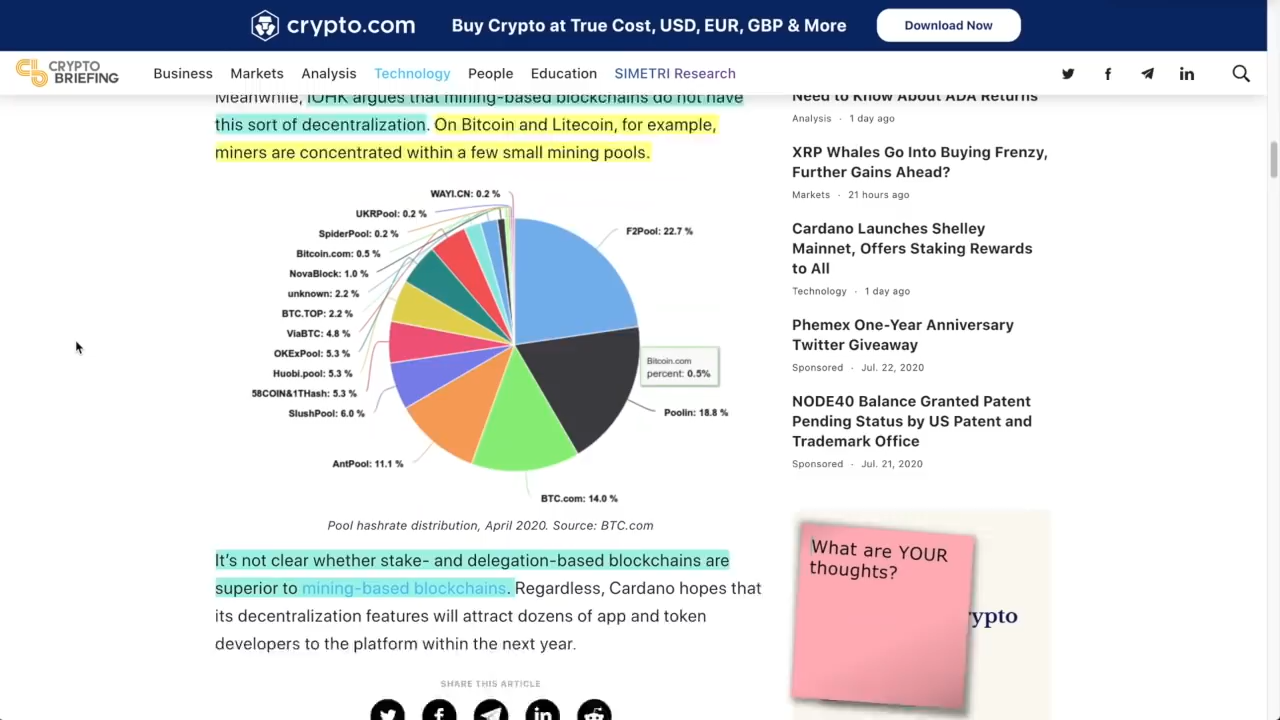 crypto.com
Buy Crypto at True Cost, USD, EUR, GBP & More
Download Now
CRYPTO
BRIEFING
Business Markets Analysis Technology People Education SIMETRI Research
Meanwhile, IOHK argues that mining-based blockchains do not have
this sort of decentralization. On Bitcoin and Litecoin, for example,
miners are concentrated within a few small mining pools.
WAYI.CN: 0.2 %
UKRPool: 0.2 %
SpiderPool: 0.2 %
Bitcoin.com: 0.5 %
NovaBlock: 1.0 %
unknown: 2.2 %
BTC.TOP: 2.2 %
ViaBTC: 4.8 %
OKExPool: 5.3 %
Huobi.pool: 5.3 %
58COIN&1THash: 5.3 %
SlushPool: 6.0 %
AntPool: 11.1 %
BTC.com: 14.0 %
Poolin: 18.8 %
F2Pool: 22.7 %
Bitcoin.com
percent: 0.5%
Pool hashrate distribution, April 2020. Source: BTC.com
It's not clear whether stake- and delegation-based blockchains are
superior to mining-based blockchains. Regardless, Cardano hopes that
its decentralization features will attract dozens of app and token
developers to the platform within the next year.
SHARE THIS ARTICLE
Need to Know About ADA Returns
Analysis · 1 day ago
XRP Whales Go Into Buying Frenzy,
Further Gains Ahead?
Markets · 21 hours ago
Cardano Launches Shelley
Mainnet, Offers Staking Rewards
to All
Technology · 1 day ago
Phemex One-Year Anniversary
Twitter Giveaway
Sponsored · Jul. 22, 2020
NODE40 Balance Granted Patent
Pending Status by US Patent and
Trademark Office
Sponsored · Jul. 21, 2020
What are YOUR
thoughts?
rypto